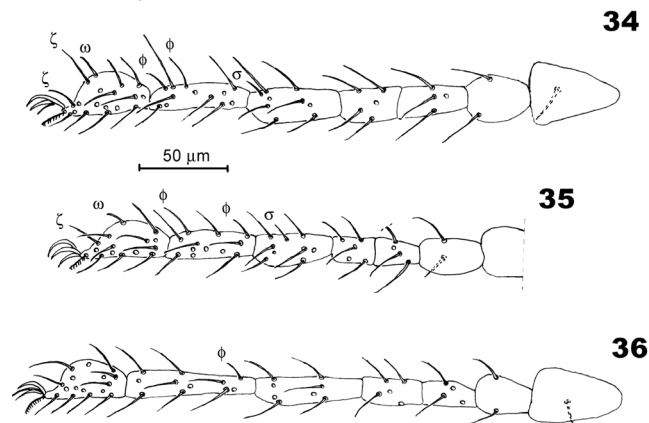 34
ζ ω φ φ
ζ φ σ
50 μm
35
ζ ω φ φ σ
φ
36